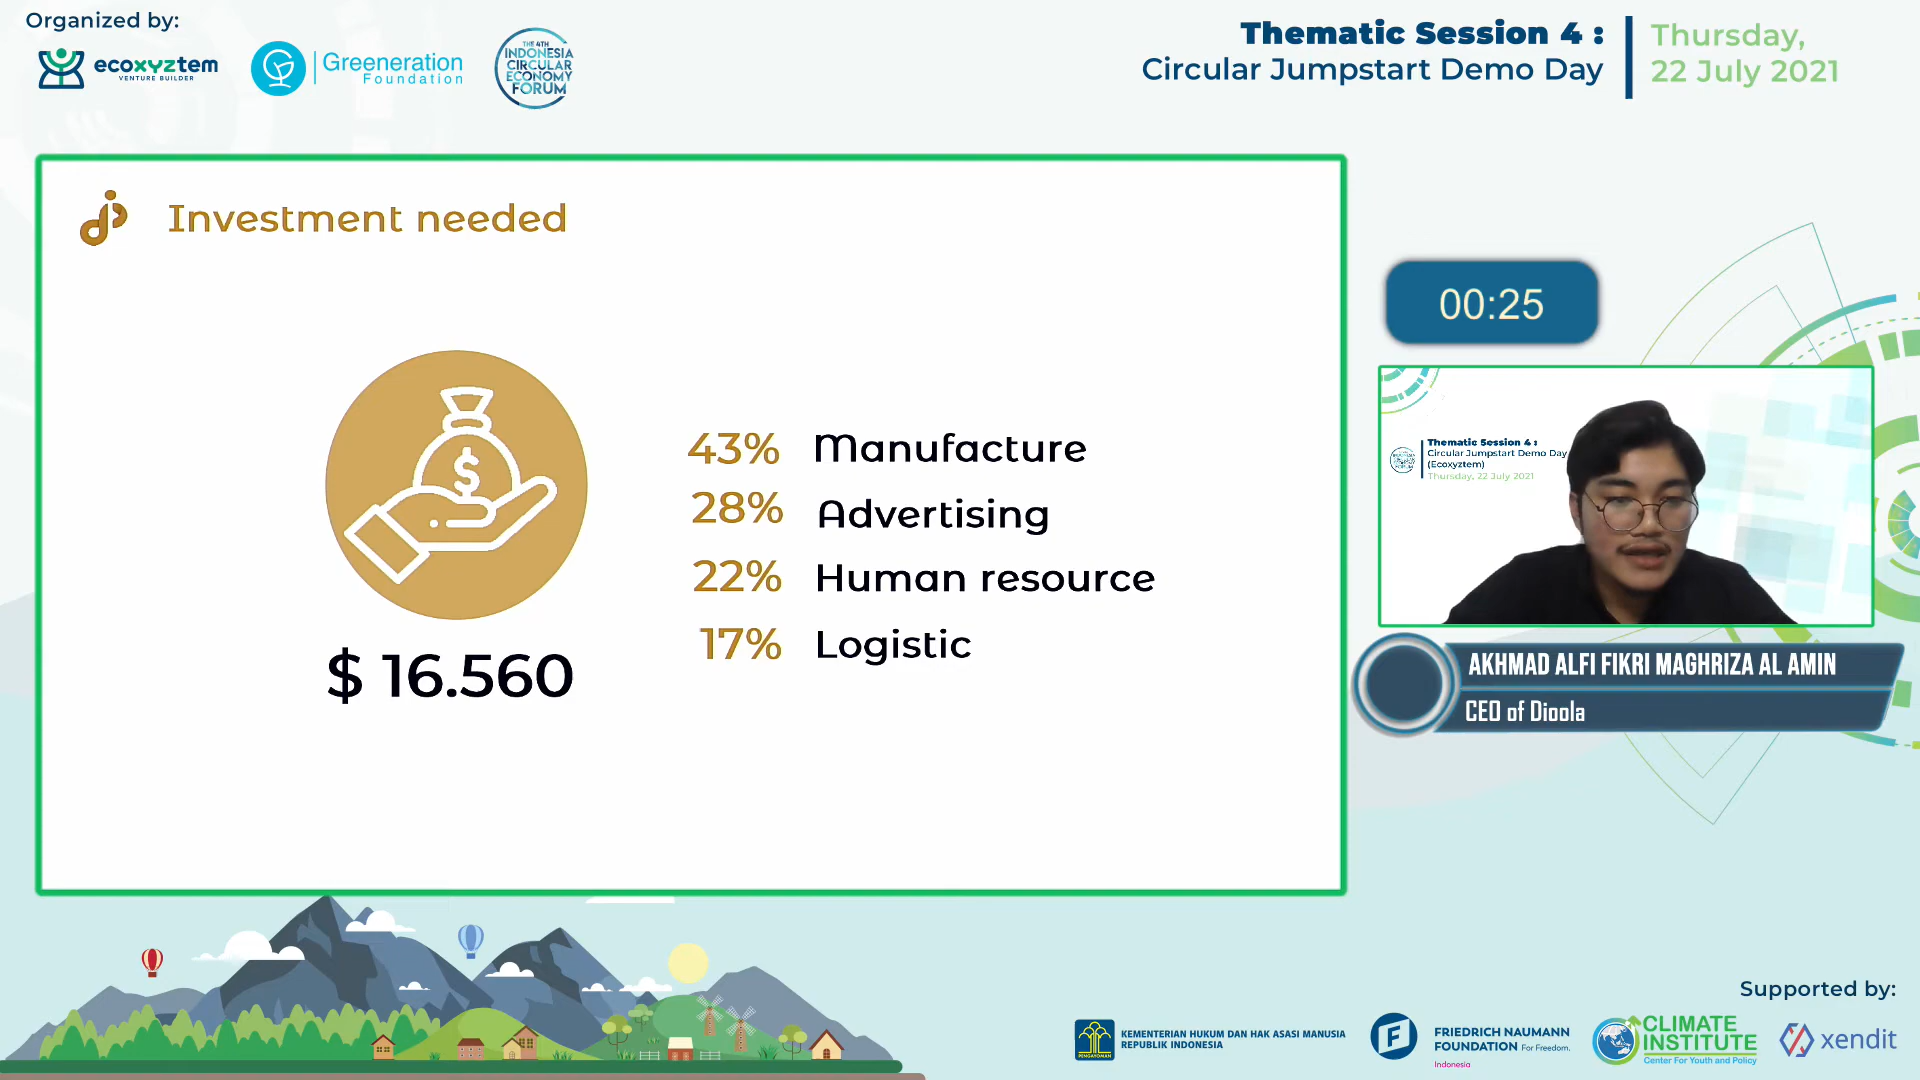 Organized by:
ecoxyztem
VENTURE BUILDER
Greeneration
Foundation
THE 4TH
INDONESIA
CIRCULAR
ECONOMY
FORUM
Thematic Session 4 :
Circular Jumpstart Demo Day
Thursday,
22 July 2021
Investment needed
$ 16.560
43% Manufacture
28% Advertising
22% Human resource
17% Logistic
00:25
Thematic Session 4 :
Circular Jumpstart Demo Day
(Ecoxyztem)
Thursday, 22 July 2021
AKHMAD ALFI FIKRI MAGHRIZA AL AMIN
CEO of Dioola
Supported by:
PENGAYOMAN
KEMENTERIAN HUKUM DAN HAK ASASI MANUSIA
REPUBLIK INDONESIA
FRIEDRICH NAUMANN
FOUNDATION For Freedom.
Indonesia
CLIMATE
INSTITUTE
Center For Youth and Policy
xendit